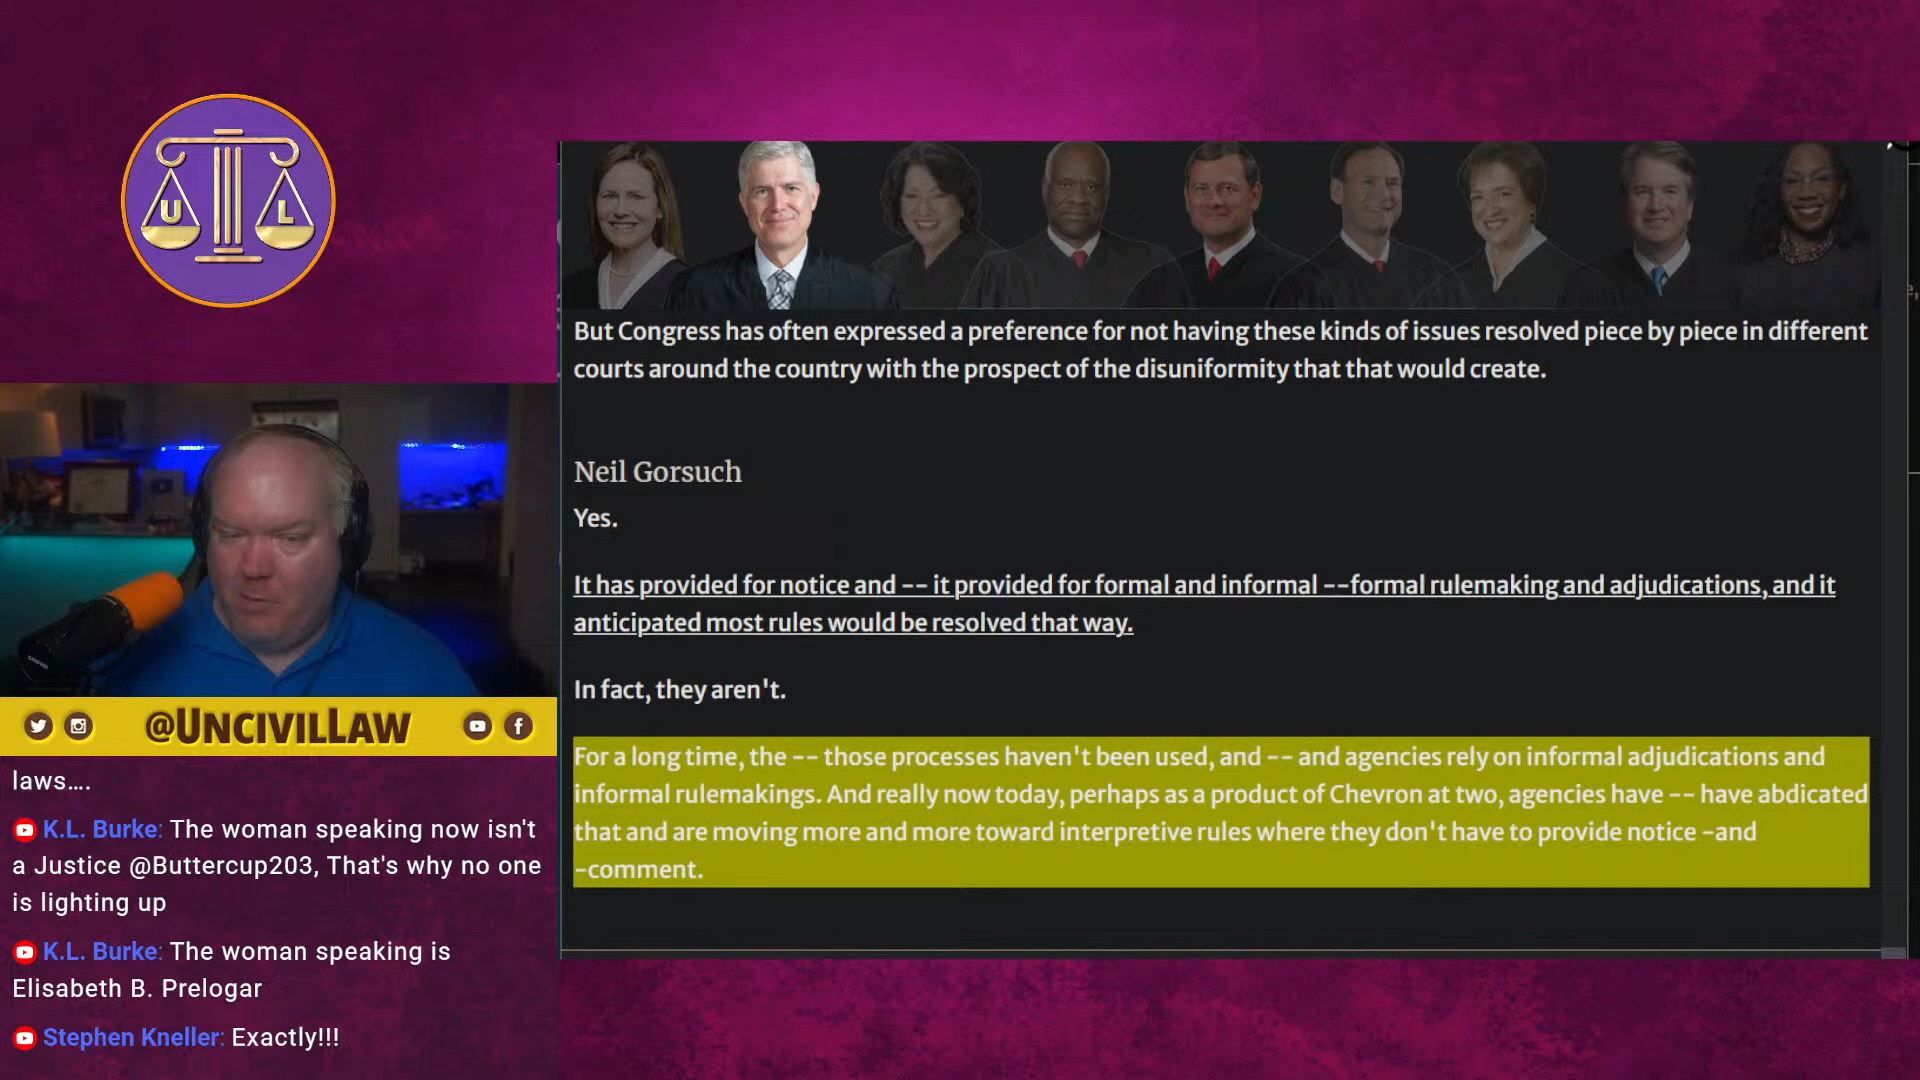 U L
But Congress has often expressed a preference for not having these kinds of issues resolved piece by piece in different
courts around the country with the prospect of the disuniformity that that would create.
Neil Gorsuch
Yes.
It has provided for notice and -- it provided for formal and informal --formal rulemaking and adjudications, and it
anticipated most rules would be resolved that way.
In fact, they aren't.
For a long time, the -- those processes haven't been used, and -- and agencies rely on informal adjudications and
informal rulemakings. And really now today, perhaps as a product of Chevron at two, agencies have -- have abdicated
that and are moving more and more toward interpretive rules where they don't have to provide notice -and
-comment.
@UNCIVILLAW
laws....
K.L. Burke: The woman speaking now isn't
a Justice @Buttercup203, That's why no one
is lighting up
K.L. Burke: The woman speaking is
Elisabeth B. Prelogar
Stephen Kneller: Exactly!!!